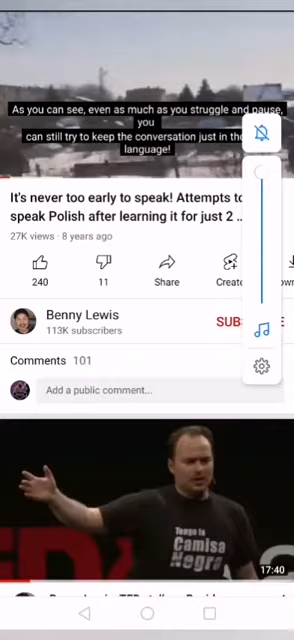 As you can see, even as much as you struggle and pause,
you
can still try to keep the conversation just in the
language!
It's never too early to speak! Attempts to
speak Polish after learning it for just 2 ..
27K views · 8 years ago
240
11
Share
Create
Benny Lewis
113K subscribers
Comments 101
Add a public comment...
Tengo la
Camisa
Negra
17:40